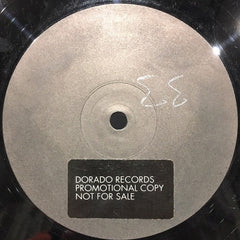 DORADO RECORDS
PROMOTIONAL COPY
NOT FOR SALE